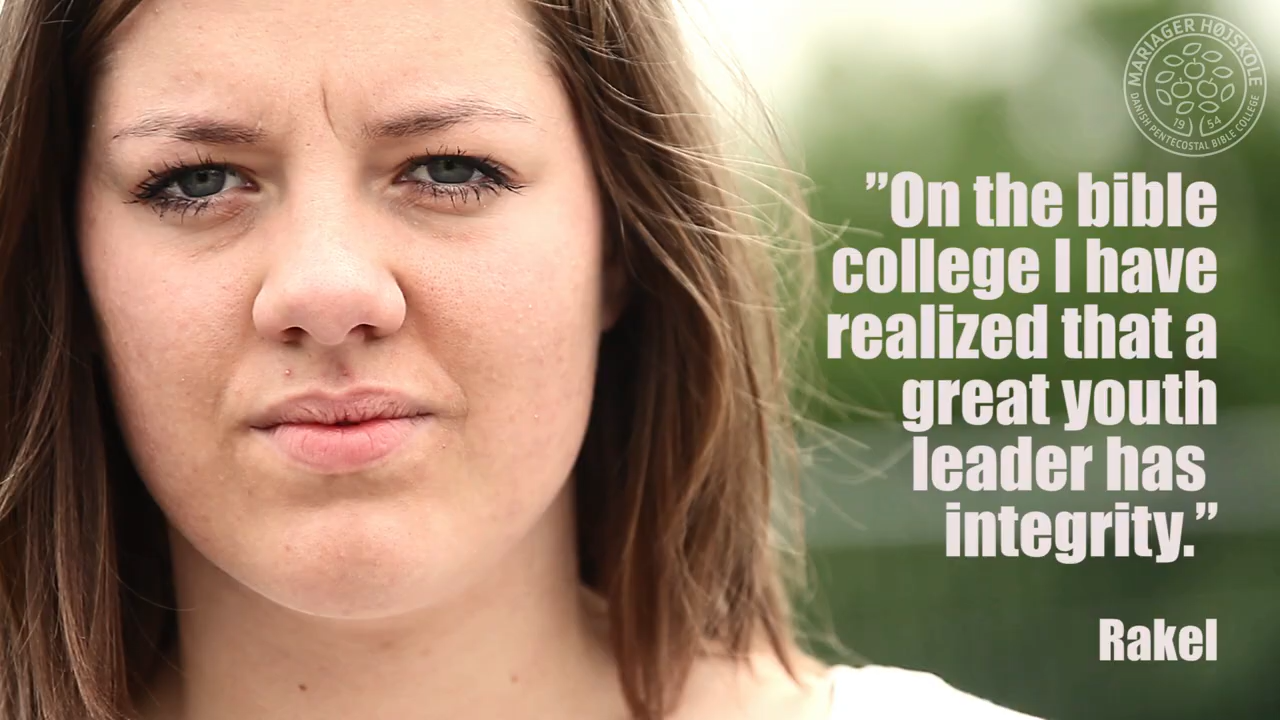 MARIAGER HØJSKOLE
19 54
DANISH PENTECOSTAL BIBLE COLLEGE
”On the bible
college I have
realized that a
great youth
leader has
integrity.”
Rakel